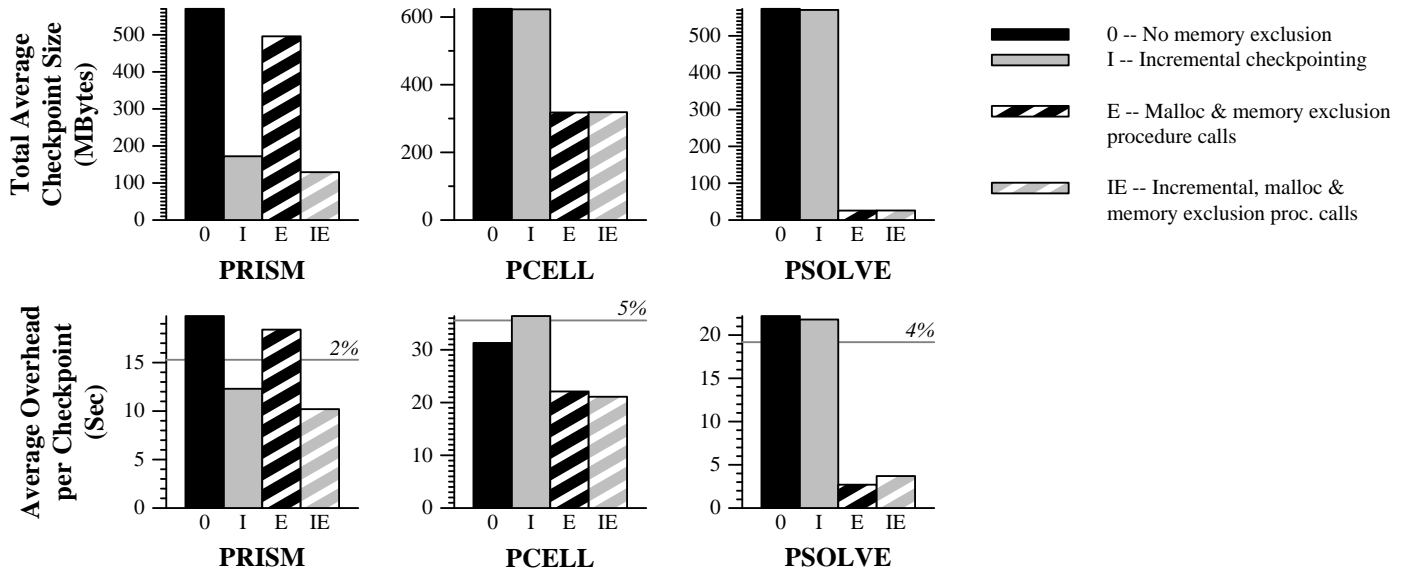 Total Average
Checkpoint Size
(MBytes)
500
400
300
200
100
0
0 I E IE
PRISM
600
400
200
0
0 I E IE
PCELL
500
400
300
200
100
0
0 I E IE
PSOLVE
0 -- No memory exclusion
I -- Incremental checkpointing
E -- Malloc & memory exclusion
procedure calls
IE -- Incremental, malloc &
memory exclusion proc. calls
Average Overhead
per Checkpoint
(Sec)
15
10
5
0
2%
0 I E IE
PRISM
30
20
10
0
5%
0 I E IE
PCELL
20
15
10
5
0
4%
0 I E IE
PSOLVE